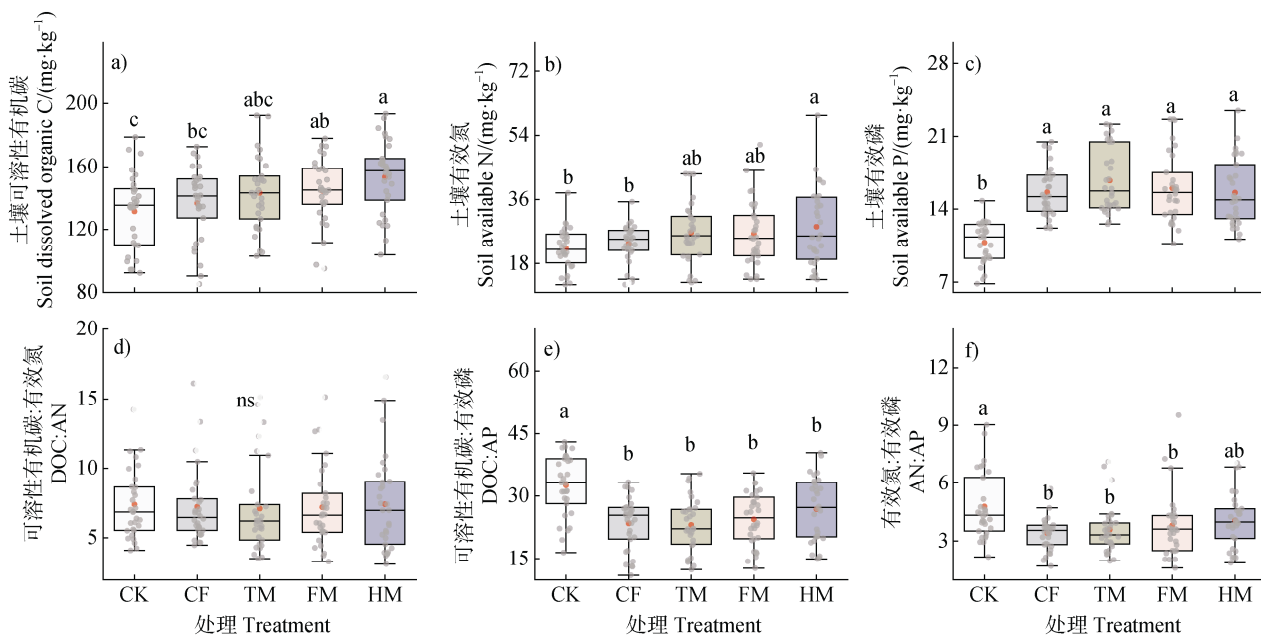 土壤可溶性有机碳
Soil dissolved organic C/(mg·kg⁻¹)
a)
200
160
120
80
c
bc
abc
ab
a
土壤有效氮
Soil available N/(mg·kg⁻¹)
b)
72
54
36
18
b
b
ab
ab
a
土壤有效磷
Soil available P/(mg·kg⁻¹)
c)
28
21
14
7
b
a
a
a
a
可溶性有机碳:有效氮
DOC:AN
d)
20
15
10
5
ns
CK CF TM FM HM
处理 Treatment
可溶性有机碳:有效磷
DOC:AP
e)
60
45
30
15
a
b
b
b
b
CK CF TM FM HM
处理 Treatment
有效氮:有效磷
AN:AP
f)
12
9
6
3
a
b
b
b
ab
CK CF TM FM HM
处理 Treatment